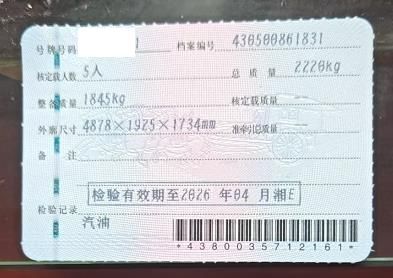 号牌号码 1 档案编号 430500861831
核定载人数 5人 总质量 2220kg
整备质量 1845kg 核定载质量
外廓尺寸 4878×1925×1734mm 准牵引总质量
备注
检验有效期至2026年04月湘E
检验记录
汽油
*4380035712161*